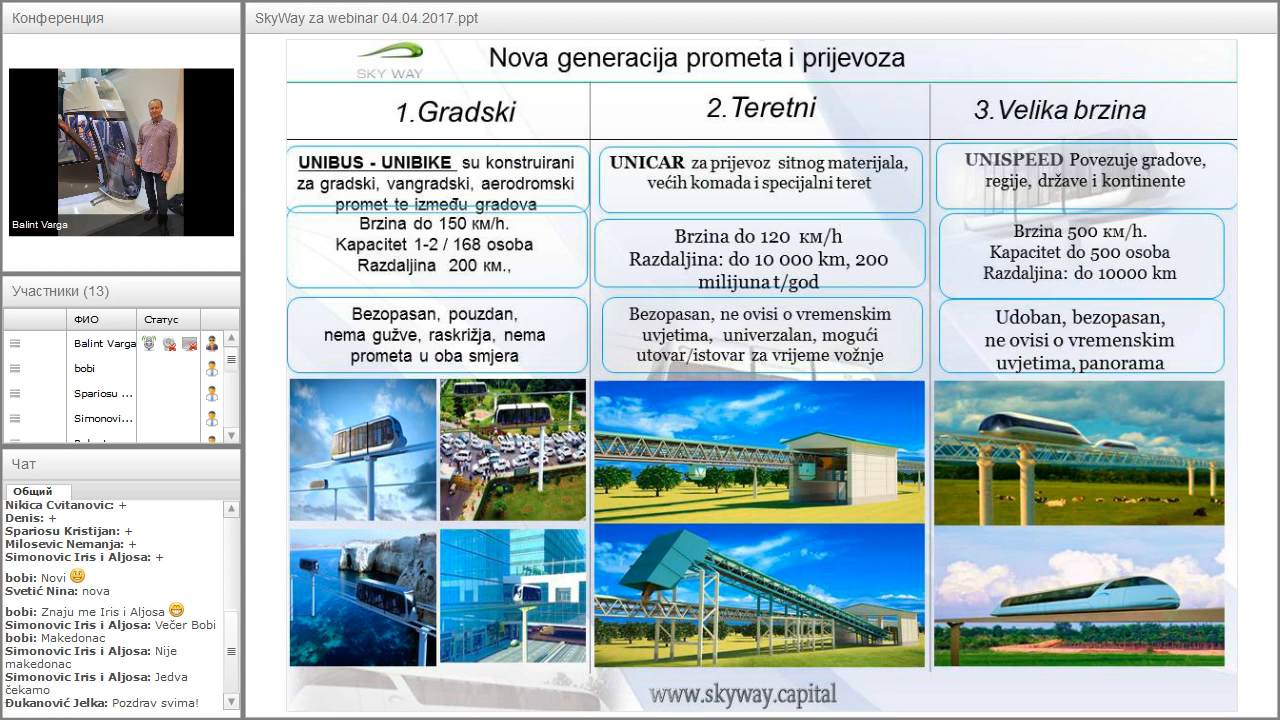 Конференция
Balint Varga
Участники (13)
ФИО
Статус
Balint Varga
bobi
Spariosu ...
Simonovi...
Чат
Общий
Nikica Cvitanovic: +
Denis: +
Spariosu Kristijan: +
Milosevic Nemanja: +
Simonovic Iris i Aljosa: +
bobi: Novi
Svetić Nina: nova
bobi: Znaju me Iris i Aljosa
Simonovic Iris i Aljosa: Večer Bobi
bobi: Makedonac
Simonovic Iris i Aljosa: Nije
makedonac
Simonovic Iris i Aljosa: Jedva
čekamo
Đukanović Jelka: Pozdrav svima!
SkyWay za webinar 04.04.2017.ppt
SKY WAY
Nova generacija prometa i prijevoza
1.Gradski
UNIBUS - UNIBIKE su konstruirani
za gradski, vangradski, aerodromski
promet te između gradova
Brzina do 150 км/h.
Kapacitet 1-2 / 168 osoba
Razdaljina 200 км.,
Bezopasan, pouzdan,
nema gužve, raskrižja, nema
prometa u oba smjera
2.Teretni
UNICAR za prijevoz sitnog materijala,
većih komada i specijalni teret
Brzina do 120 км/h
Razdaljina: do 10 000 km, 200
milijuna t/god
Bezopasan, ne ovisi o vremenskim
uvjetima, univerzalan, mogući
utovar/istovar za vrijeme vožnje
3.Velika brzina
UNISPEED Povezuje gradove,
regije, države i kontinente
Brzina 500 км/h.
Kapacitet do 500 osoba
Razdaljina: do 10000 km
Udoban, bezopasan,
ne ovisi o vremenskim
uvjetima, panorama
www.skyway.capital